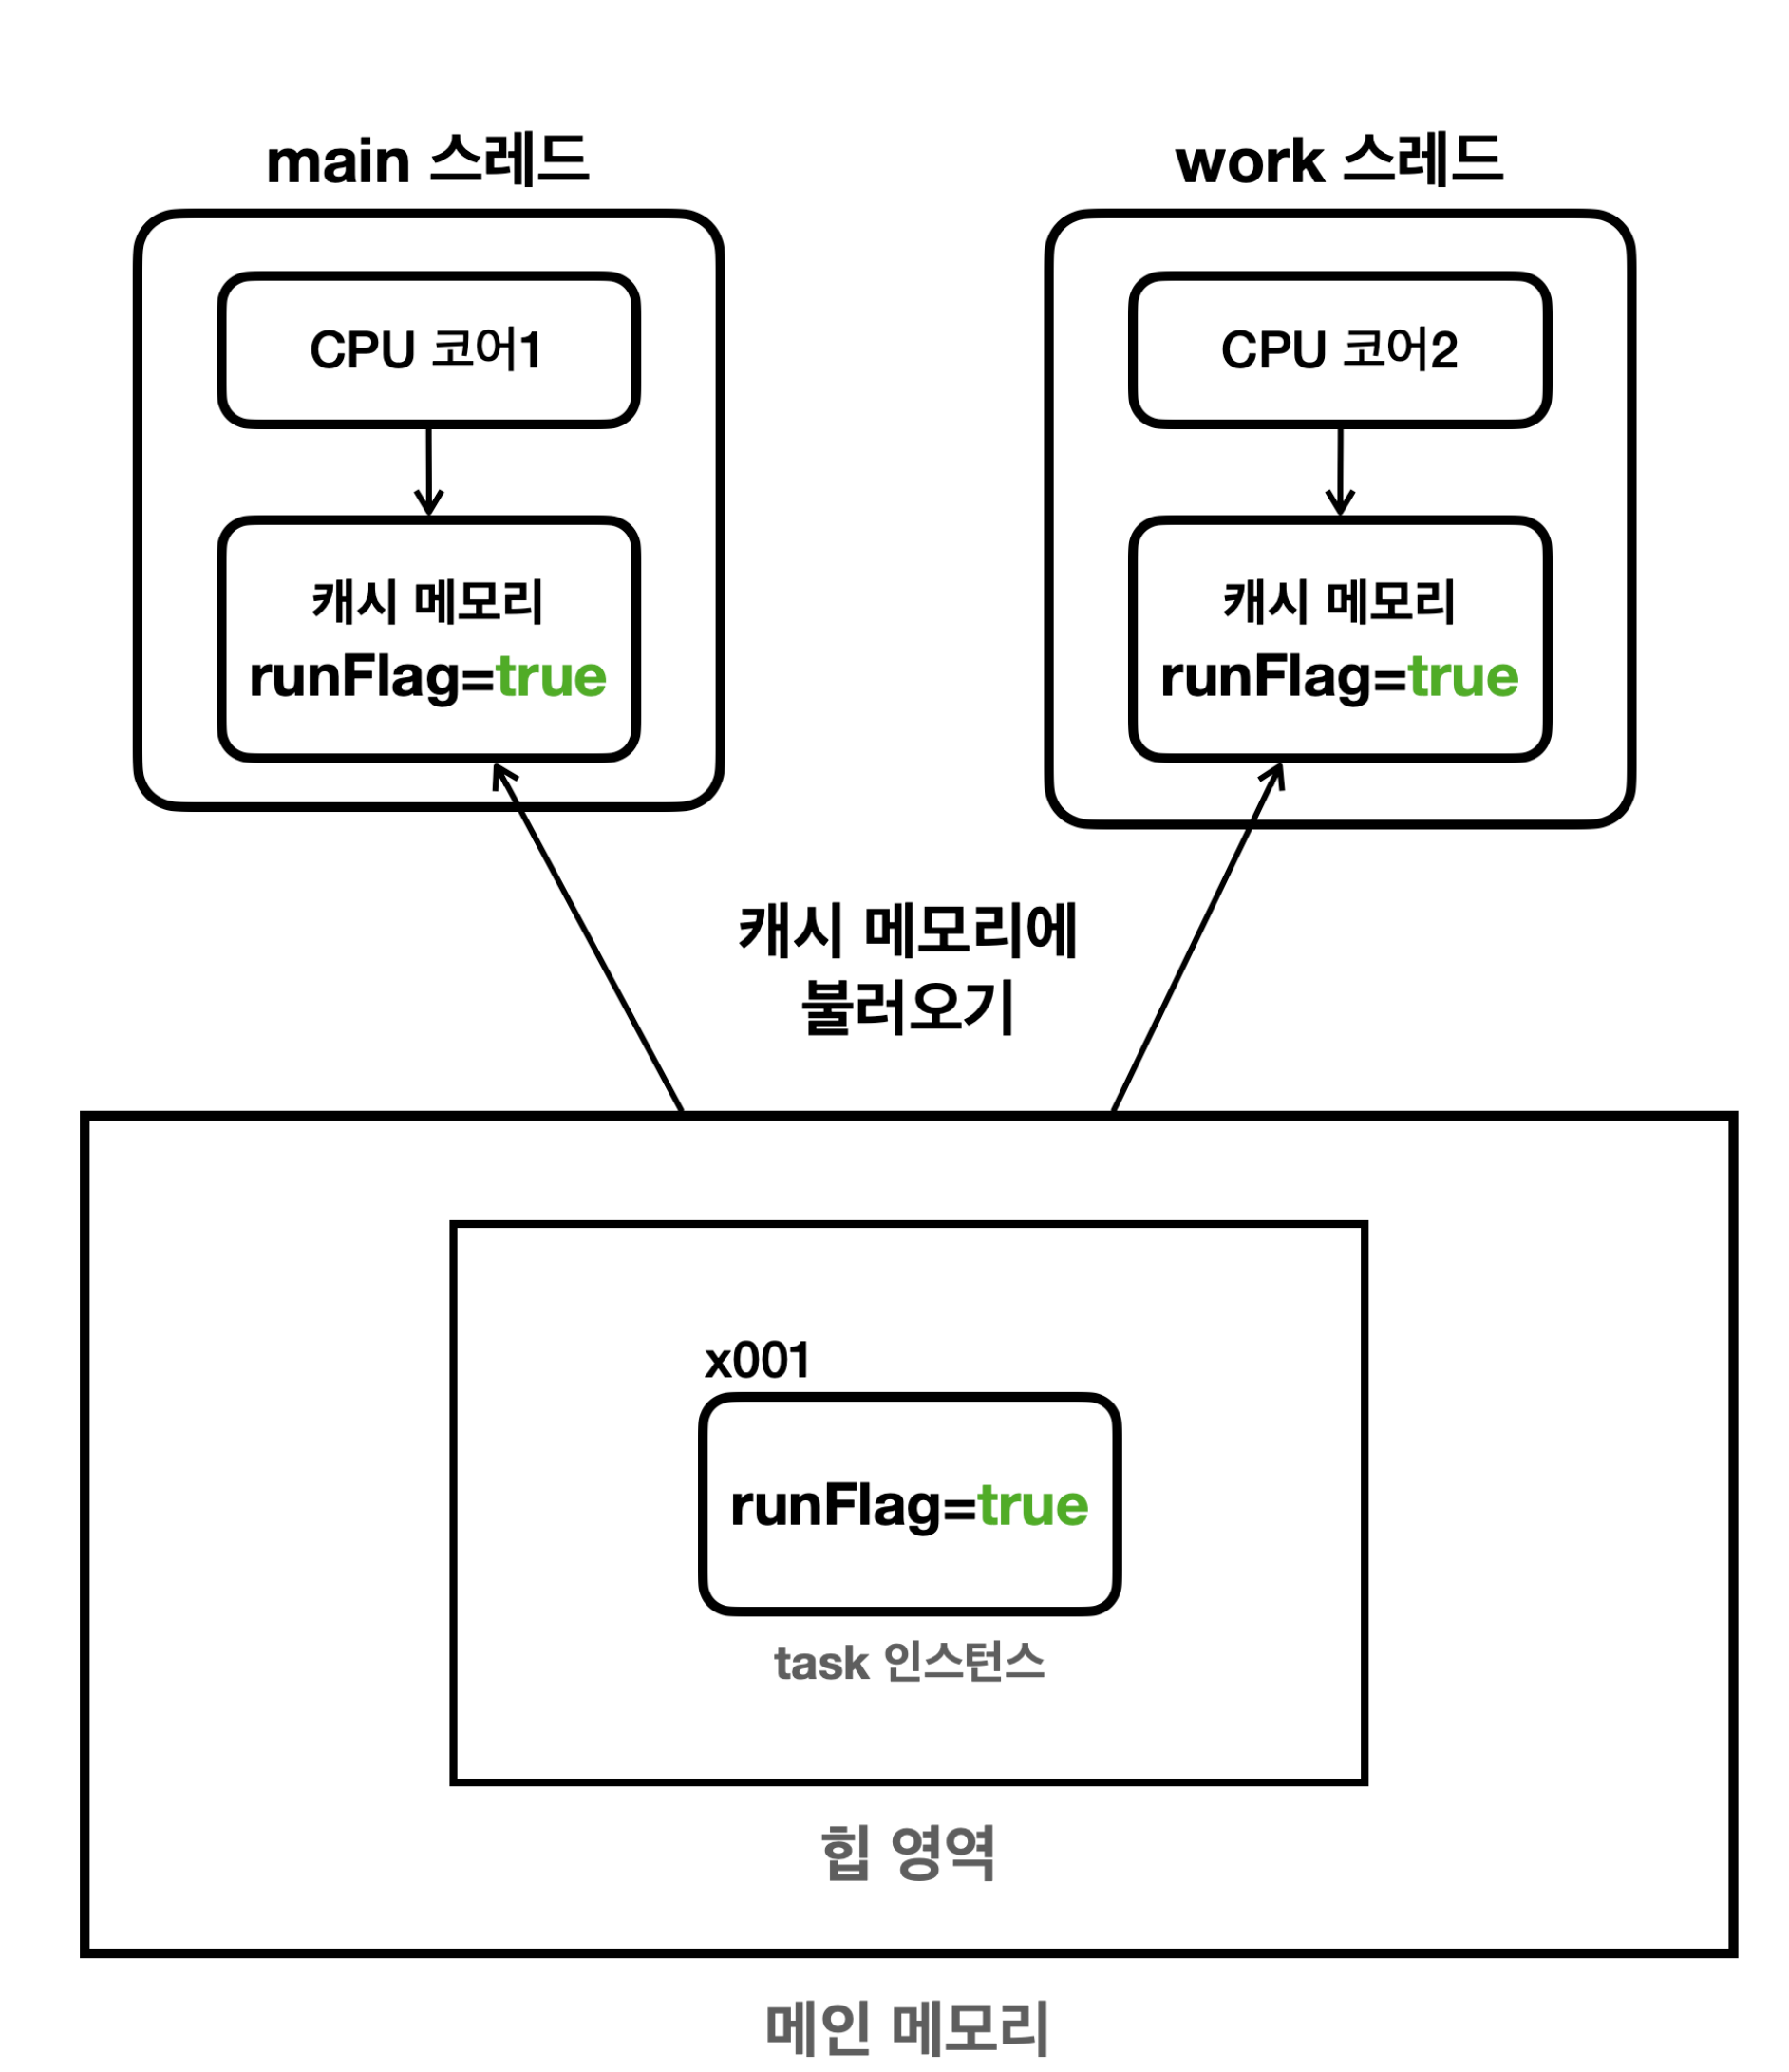 main 스레드
work 스레드
CPU 코어1
CPU 코어2
캐시 메모리
runFlag=true
캐시 메모리
runFlag=true
캐시 메모리에
불러오기
x001
runFlag=true
task 인스턴스
힙 영역
메인 메모리